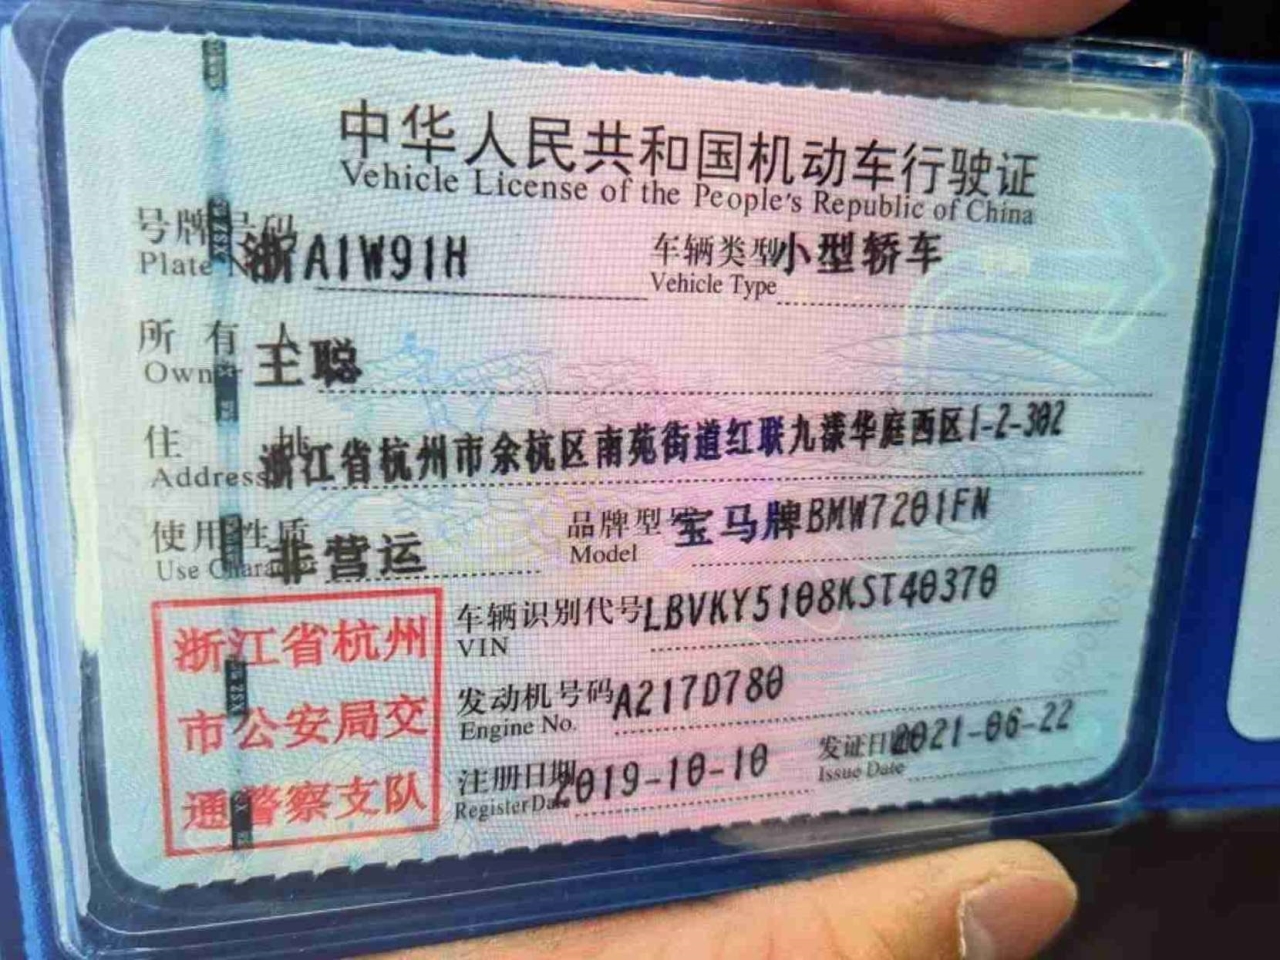 中华人民共和国机动车行驶证
Vehicle License of the People's Republic of China
号牌号码 浙A1W91H 车辆类型 小型轿车
Plate Vehicle Type
所有人 王聪
Owner
住址 浙江省杭州市余杭区南苑街道红联九漾华庭西区1-2-302
Address
使用性质 非营运 品牌型号 宝马牌BMW7201FN
Use Character Model
浙江省杭州
市公安局交
通警察支队
车辆识别代号 LBVKY5108KST40370
VIN
发动机号码 A217D780
Engine No.
注册日期 2019-10-10 发证日期 2021-06-22
Register Date Issue Date